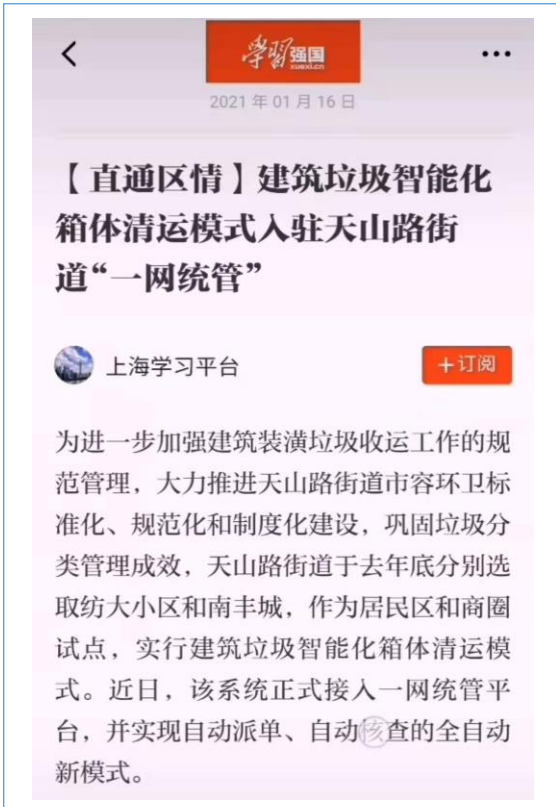 學習强国
xuexi.cn
2021 年 01 月 16 日
【直通区情】建筑垃圾智能化
箱体清运模式入驻天山路街
道“一网统管”
上海学习平台
+订阅
为进一步加强建筑装潢垃圾收运工作的规
范管理，大力推进天山路街道市容环卫标
准化、规范化和制度化建设，巩固垃圾分
类管理成效，天山路街道于去年底分别选
取纺大小区和南丰城，作为居民区和商圈
试点，实行建筑垃圾智能化箱体清运模
式。近日，该系统正式接入一网统管平
台，并实现自动派单、自动核查的全自动
新模式。